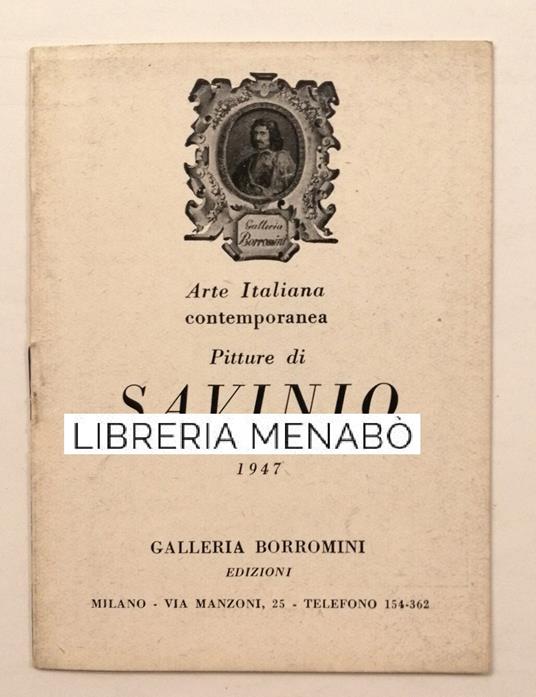 Galleria
Borromini
Arte Italiana
contemporanea
Pitture di
SAVINIO
LIBRERIA MENABÒ
1947
GALLERIA BORROMINI
EDIZIONI
MILANO - VIA MANZONI, 25 - TELEFONO 154-362